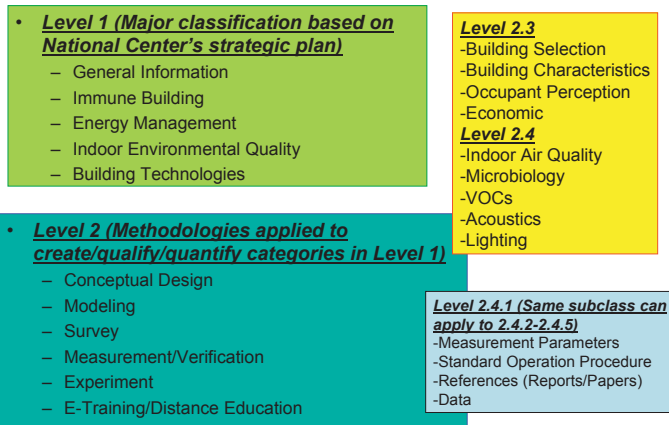 • Level 1 (Major classification based on
National Center's strategic plan)
– General Information
– Immune Building
– Energy Management
– Indoor Environmental Quality
– Building Technologies
• Level 2 (Methodologies applied to
create/qualify/quantify categories in Level 1)
– Conceptual Design
– Modeling
– Survey
– Measurement/Verification
– Experiment
– E-Training/Distance Education
Level 2.3
-Building Selection
-Building Characteristics
-Occupant Perception
-Economic
Level 2.4
-Indoor Air Quality
-Microbiology
-VOCs
-Acoustics
-Lighting
Level 2.4.1 (Same subclass can
apply to 2.4.2-2.4.5)
-Measurement Parameters
-Standard Operation Procedure
-References (Reports/Papers)
-Data